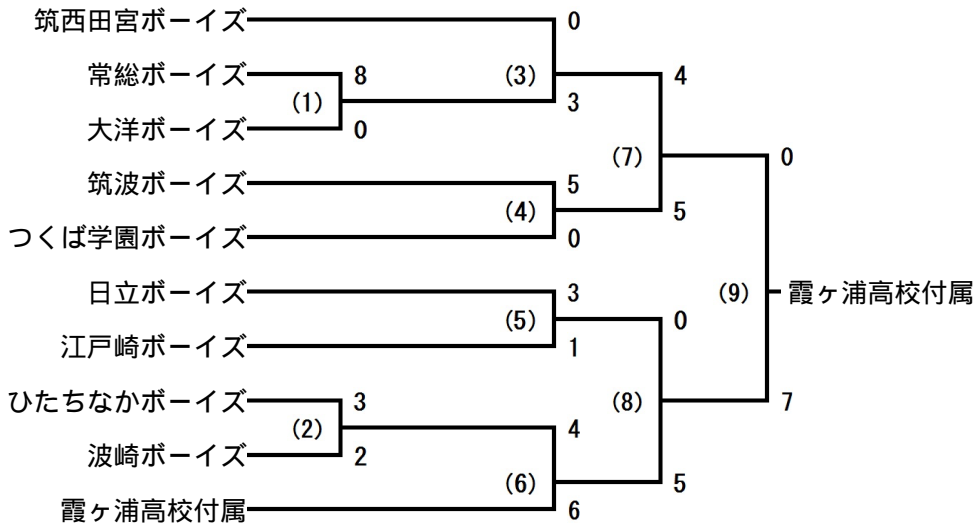 筑西田宮ボーイズ 0
常総ボーイズ 8 (3) 4
(1) 3
大洋ボーイズ 0
(7) 0
筑波ボーイズ 5
(4) 5
つくば学園ボーイズ 0
日立ボーイズ 3 (9) 霞ヶ浦高校付属
(5) 0
江戸崎ボーイズ 1
ひたちなかボーイズ 3 (8) 7
(2) 4
波崎ボーイズ 2
(6) 5
霞ヶ浦高校付属 6